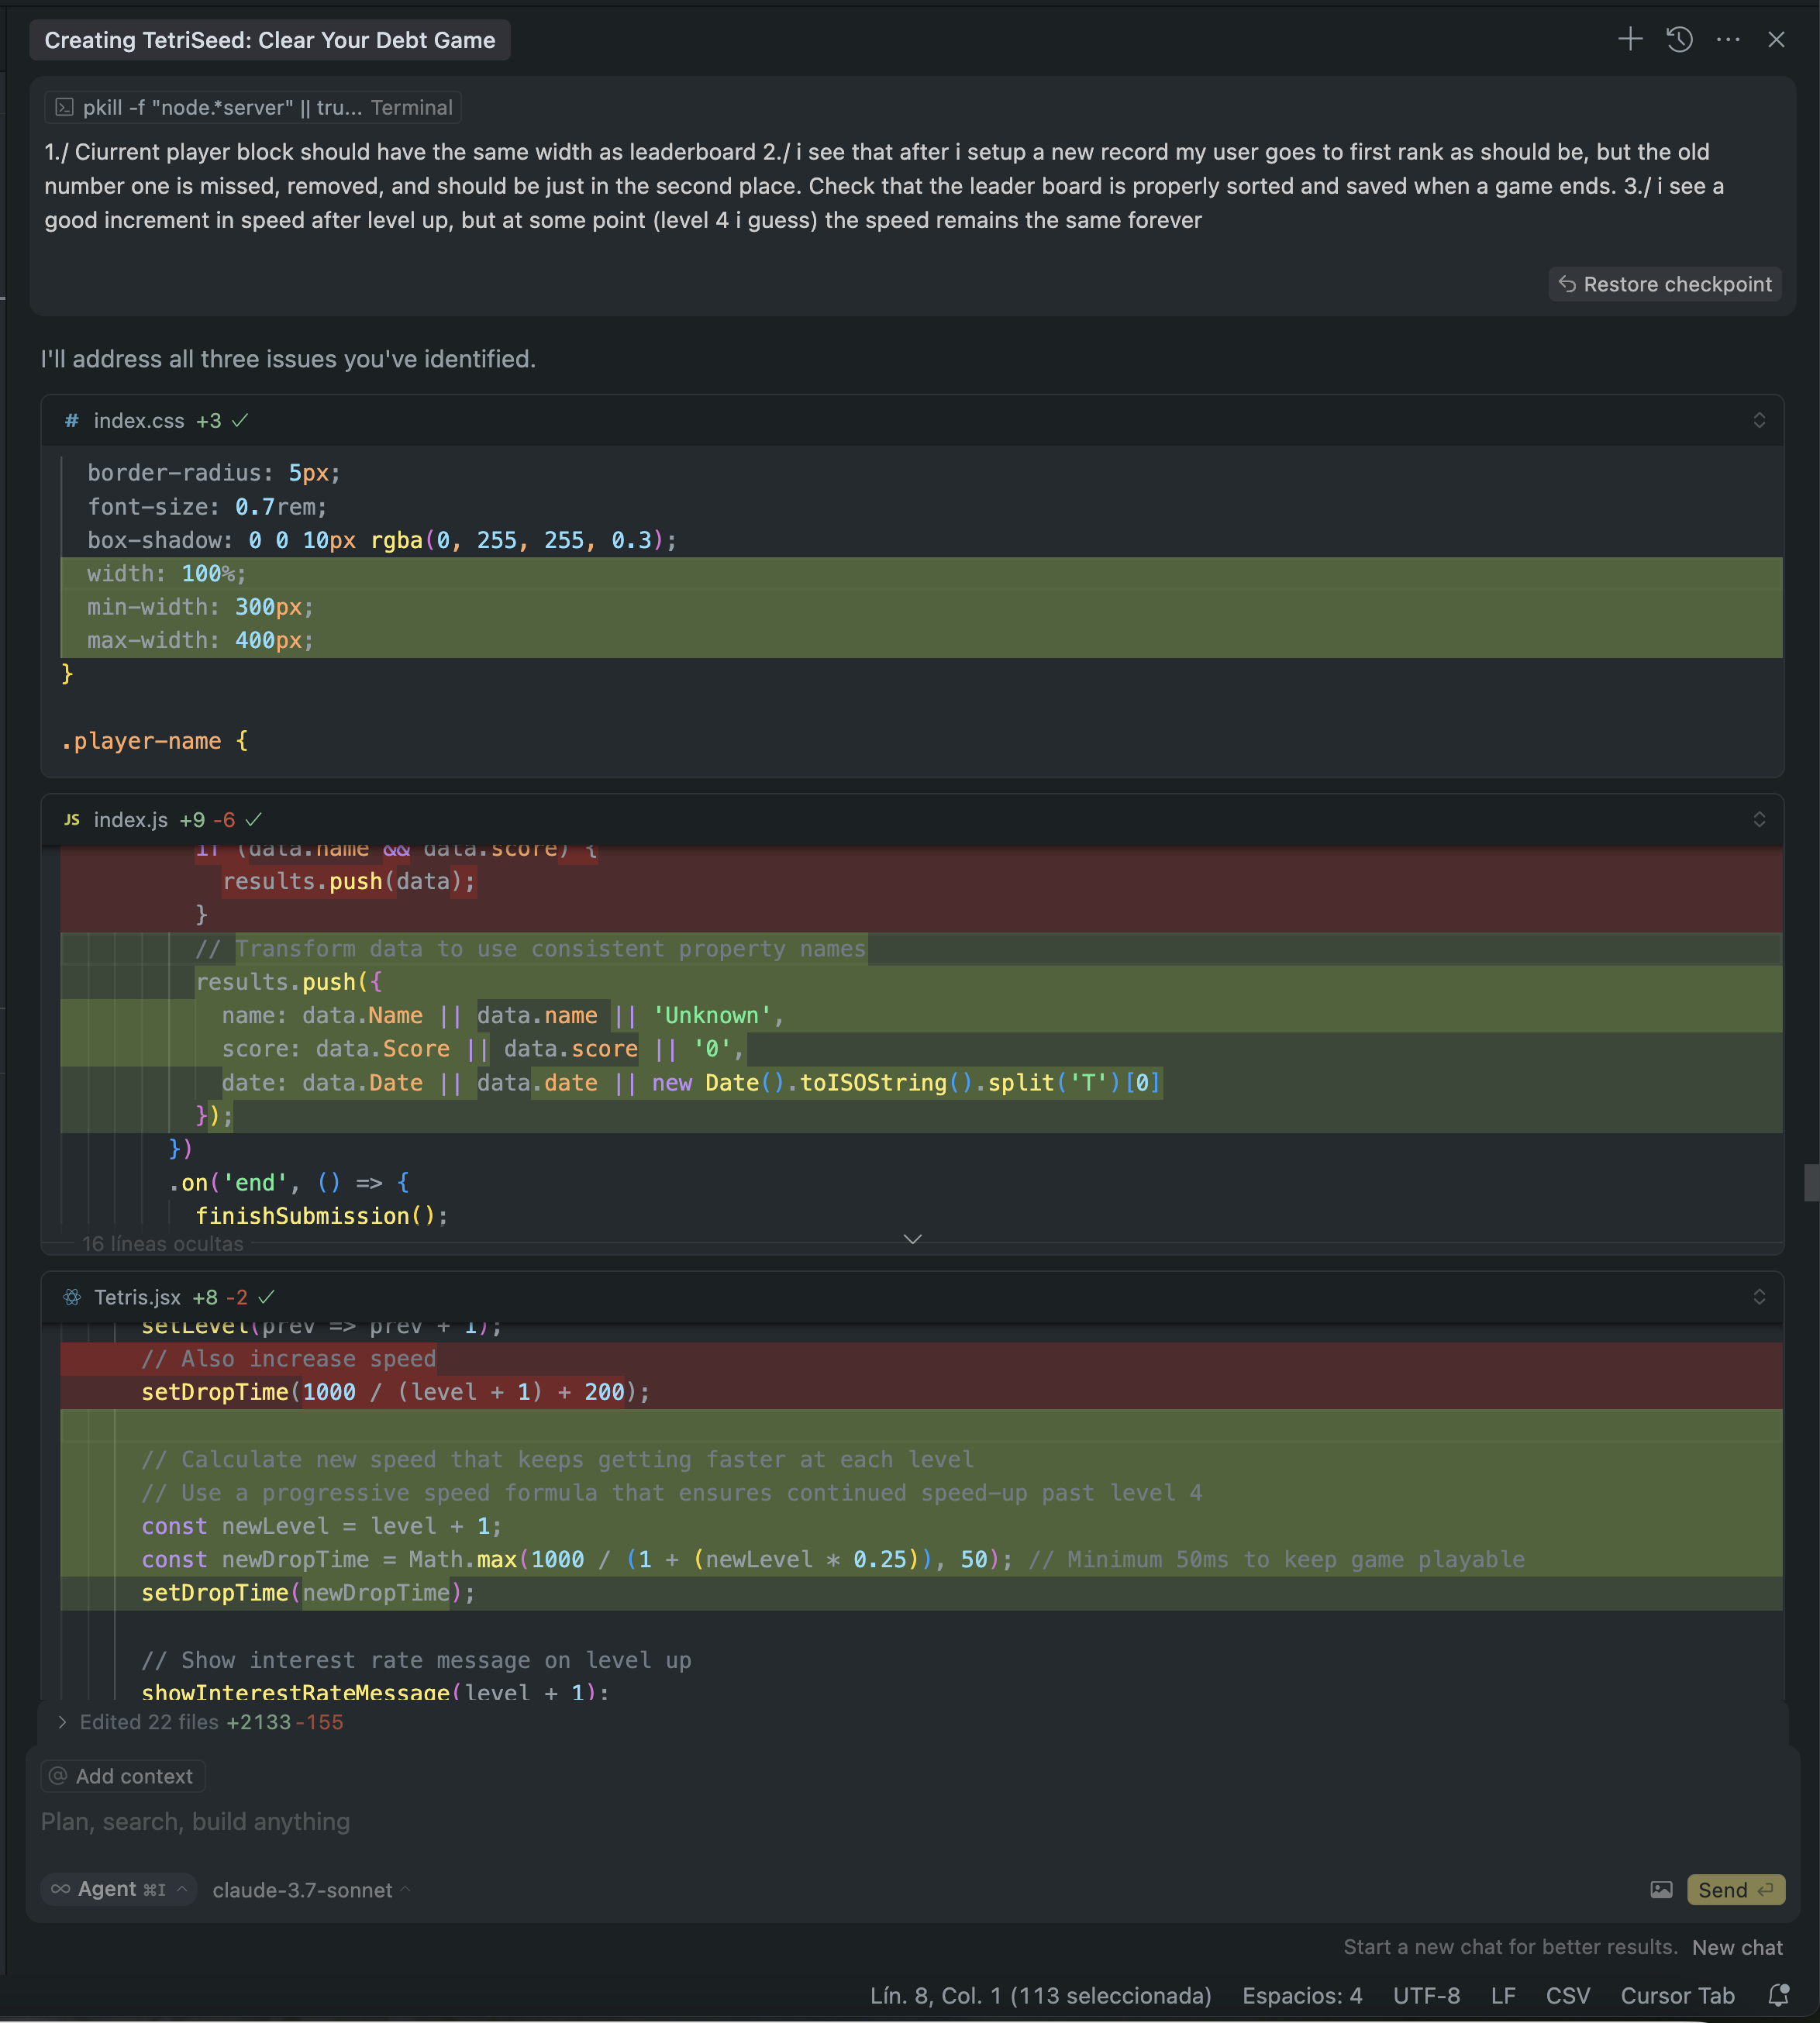 Creating TetriSeed: Clear Your Debt Game
pkill -f "node.*server" || tru... Terminal
1./ Ciurrent player block should have the same width as leaderboard 2./ i see that after i setup a new record my user goes to first rank as should be, but the old
number one is missed, removed, and should be just in the second place. Check that the leader board is properly sorted and saved when a game ends. 3./ i see a
good increment in speed after level up, but at some point (level 4 i guess) the speed remains the same forever
Restore checkpoint
I'll address all three issues you've identified.
# index.css +3
border-radius: 5px;
font-size: 0.7rem;
box-shadow: 0 0 10px rgba(0, 255, 255, 0.3);
width: 100%;
min-width: 300px;
max-width: 400px;
}
.player-name {
JS index.js +9 -6
if (data.name && data.score) {
results.push(data);
}
// Transform data to use consistent property names
results.push({
name: data.Name || data.name || 'Unknown',
score: data.Score || data.score || '0',
date: data.Date || data.date || new Date().toISOString().split('T')[0]
});
})
.on('end', () => {
finishSubmission();
16 líneas ocultas
Tetris.jsx +8 -2
setLevel(prev => prev + 1);
// Also increase speed
setDropTime(1000 / (level + 1) + 200);
// Calculate new speed that keeps getting faster at each level
// Use a progressive speed formula that ensures continued speed-up past level 4
const newLevel = level + 1;
const newDropTime = Math.max(1000 / (1 + (newLevel * 0.25)), 50); // Minimum 50ms to keep game playable
setDropTime(newDropTime);
// Show interest rate message on level up
showInterestRateMessage(level + 1);
Edited 22 files +2133 -155
@ Add context
Plan, search, build anything
Agent ⌘I claude-3.7-sonnet
Send
Start a new chat for better results. New chat
Lín. 8, Col. 1 (113 seleccionada) Espacios: 4 UTF-8 LF CSV Cursor Tab